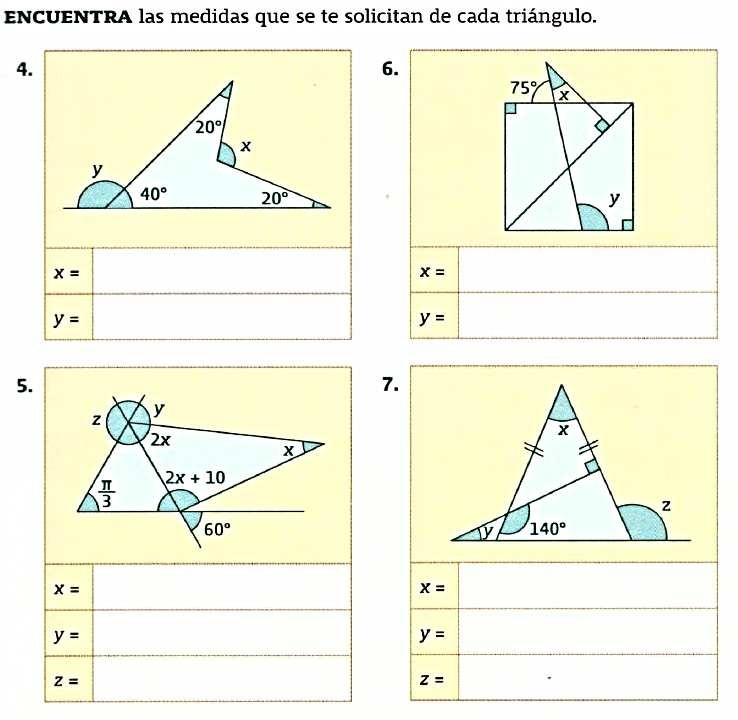 ENCUENTRA las medidas que se te solicitan de cada triángulo.
4.
20°
x
y
40°
20°
x =
y =
6.
75°
x
y
x =
y =
5.
z
y
2x
x
π/3
2x + 10
60°
x =
y =
z =
7.
x
z
y
140°
x =
y =
z =